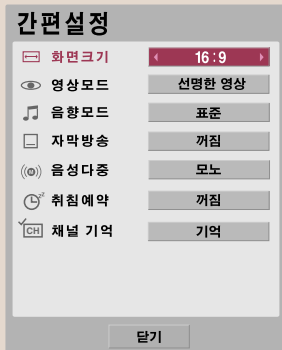 간편설정
화면크기 16:9
영상모드 선명한 영상
음향모드 표준
자막방송 꺼짐
음성다중 모노
취침예약 꺼짐
CH 채널 기억 기억
닫기